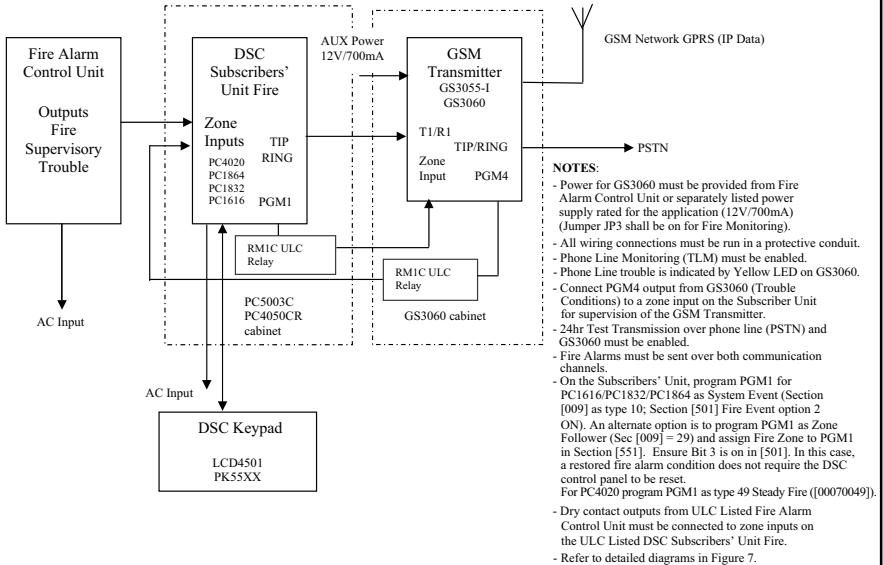 Fire Alarm
Control Unit
Outputs
Fire
Supervisory
Trouble
AC Input
DSC
Subscribers’
Unit Fire
Zone
Inputs
TIP
RING
PC4020
PC1864
PC1832
PC1616
PGM1
RM1C ULC
Relay
PC5003C
PC4050CR
cabinet
AC Input
DSC Keypad
LCD4501
PK55XX
AUX Power
12V/700mA
GSM
Transmitter
GS3055-I
GS3060
T1/R1
TIP/RING
Zone
Input
PGM4
RM1C ULC
Relay
GS3060 cabinet
GSM Network GPRS (IP Data)
PSTN
NOTES:
- Power for GS3060 must be provided from Fire
Alarm Control Unit or separately listed power
supply rated for the application (12V/700mA)
(Jumper JP3 shall be on for Fire Monitoring).
- All wiring connections must be run in a protective conduit.
- Phone Line Monitoring (TLM) must be enabled.
- Phone Line trouble is indicated by Yellow LED on GS3060.
- Connect PGM4 output from GS3060 (Trouble
Conditions) to a zone input on the Subscriber Unit
for supervision of the GSM Transmitter.
- 24hr Test Transmission over phone line (PSTN) and
GS3060 must be enabled.
- Fire Alarms must be sent over both communication
channels.
- On the Subscribers’ Unit, program PGM1 for
PC1616/PC1832/PC1864 as System Event (Section
[009] as type 10; Section [501] Fire Event option 2
ON). An alternate option is to program PGM1 as Zone
Follower (Sec [009] = 29) and assign Fire Zone to PGM1
in Section [551]. Ensure Bit 3 is on in [501]. In this case,
a restored fire alarm condition does not require the DSC
control panel to be reset.
For PC4020 program PGM1 as type 49 Steady Fire ([00070049]).
- Dry contact outputs from ULC Listed Fire Alarm
Control Unit must be connected to zone inputs on
the ULC Listed DSC Subscribers’ Unit Fire.
- Refer to detailed diagrams in Figure 7.